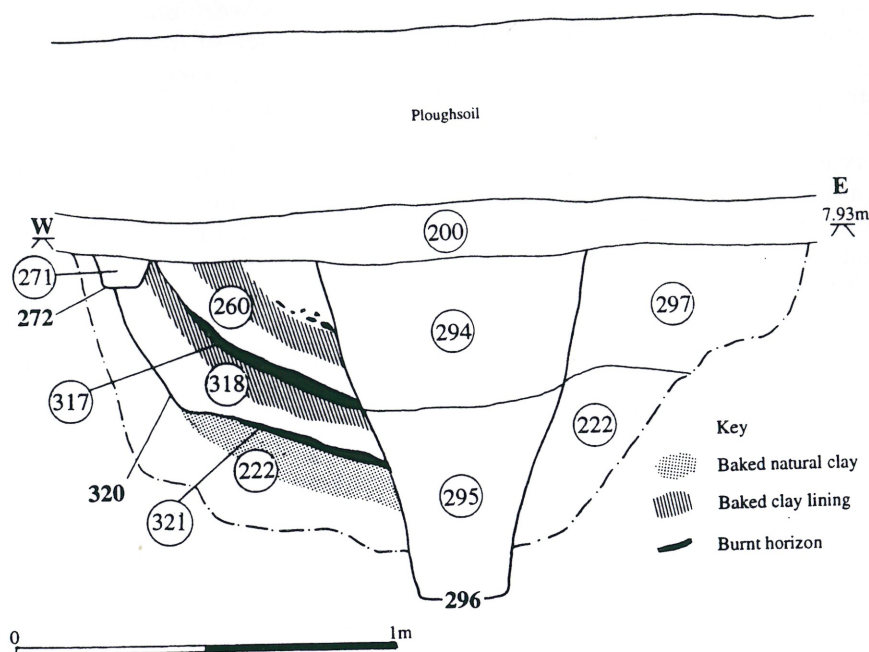 Ploughsoil
E
7.93m
W
200
271
272
260
294
297
317
318
222
222
320
321
295
296
Key
Baked natural clay
Baked clay lining
Burnt horizon
0
1m